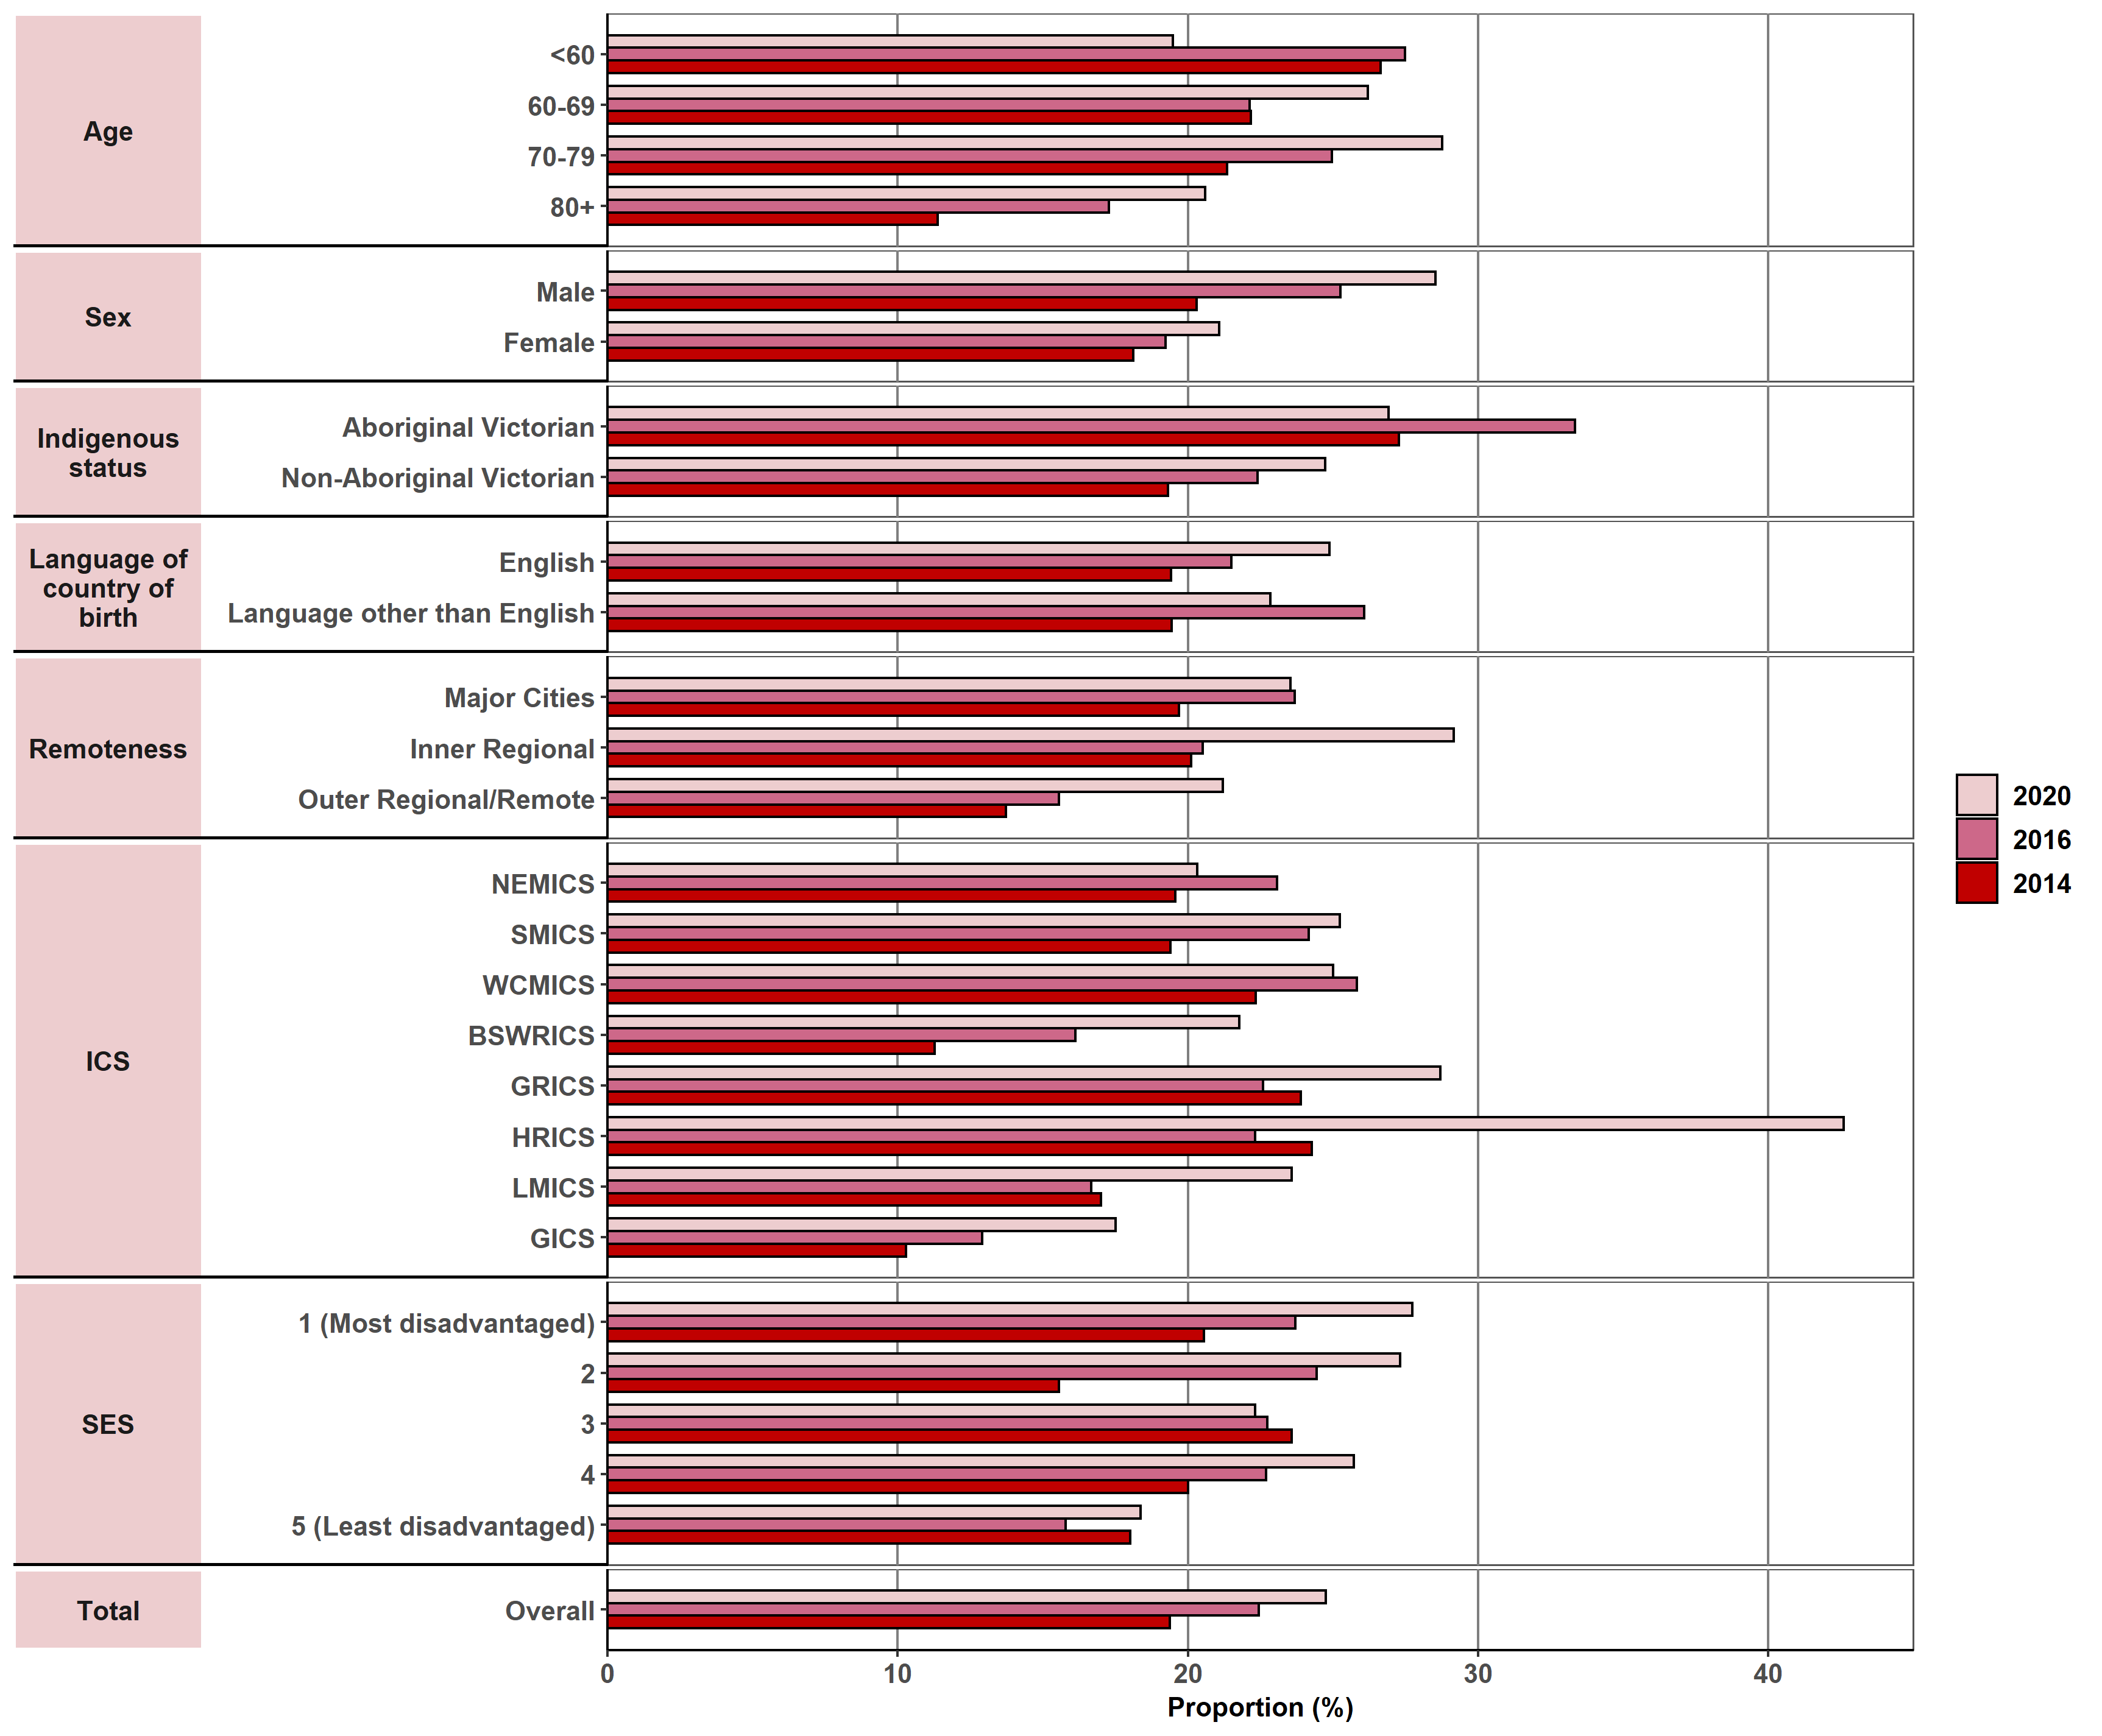 Age
<60
60-69
70-79
80+
Sex
Male
Female
Indigenous
status
Aboriginal Victorian
Non-Aboriginal Victorian
Language of
country of
birth
English
Language other than English
Remoteness
Major Cities
Inner Regional
Outer Regional/Remote
ICS
NEMICS
SMICS
WCMICS
BSWRICS
GRICS
HRICS
LMICS
GICS
SES
1 (Most disadvantaged)
2
3
4
5 (Least disadvantaged)
Total
Overall
0 10 20 30 40
Proportion (%)
2020
2016
2014